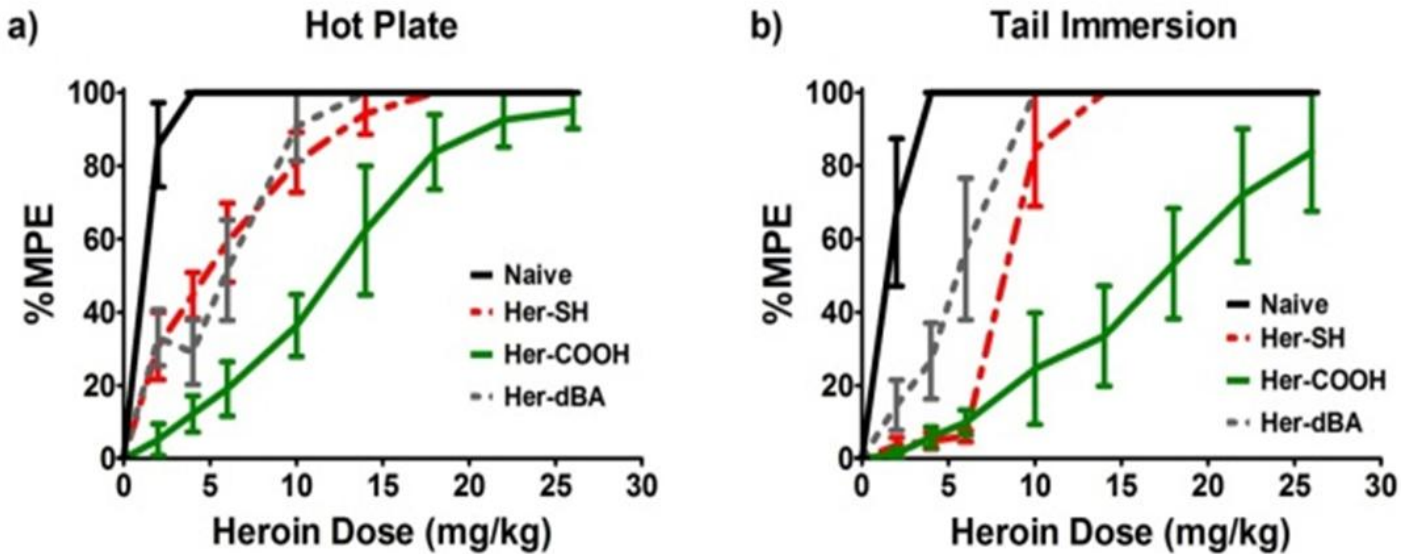 a) Hot Plate
%MPE
100
80
60
40
20
0
0 5 10 15 20 25 30
Heroin Dose (mg/kg)
Naive
Her-SH
Her-COOH
Her-dBA
b) Tail Immersion
%MPE
100
80
60
40
20
0
0 5 10 15 20 25 30
Heroin Dose (mg/kg)
Naive
Her-SH
Her-COOH
Her-dBA